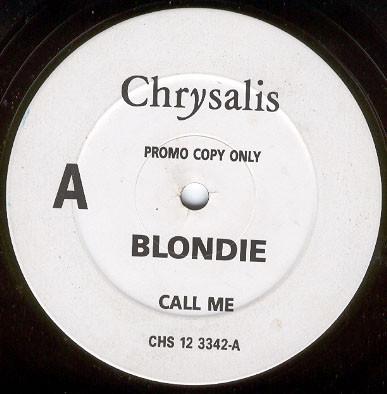 Chrysalis
PROMO COPY ONLY
A
BLONDIE
CALL ME
CHS 12 3342-A